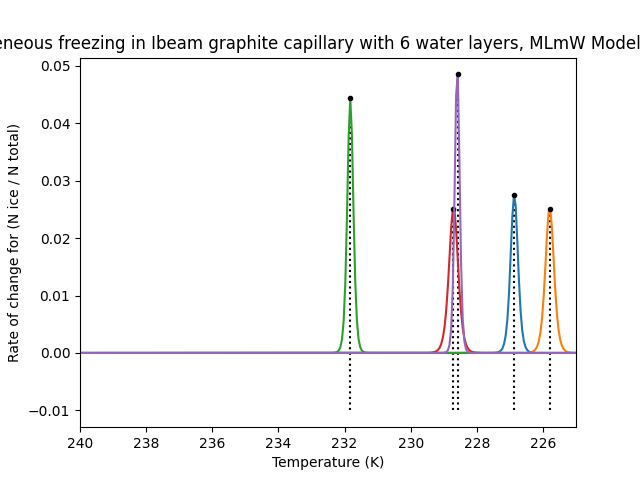 freezing in Ibeam graphite capillary with 6 water layers, MLmW Model
0.05
0.04
0.03
0.02
0.01
0.00
−0.01
Rate of change for (N ice / N total)
240 238 236 234 232 230 228 226
Temperature (K)